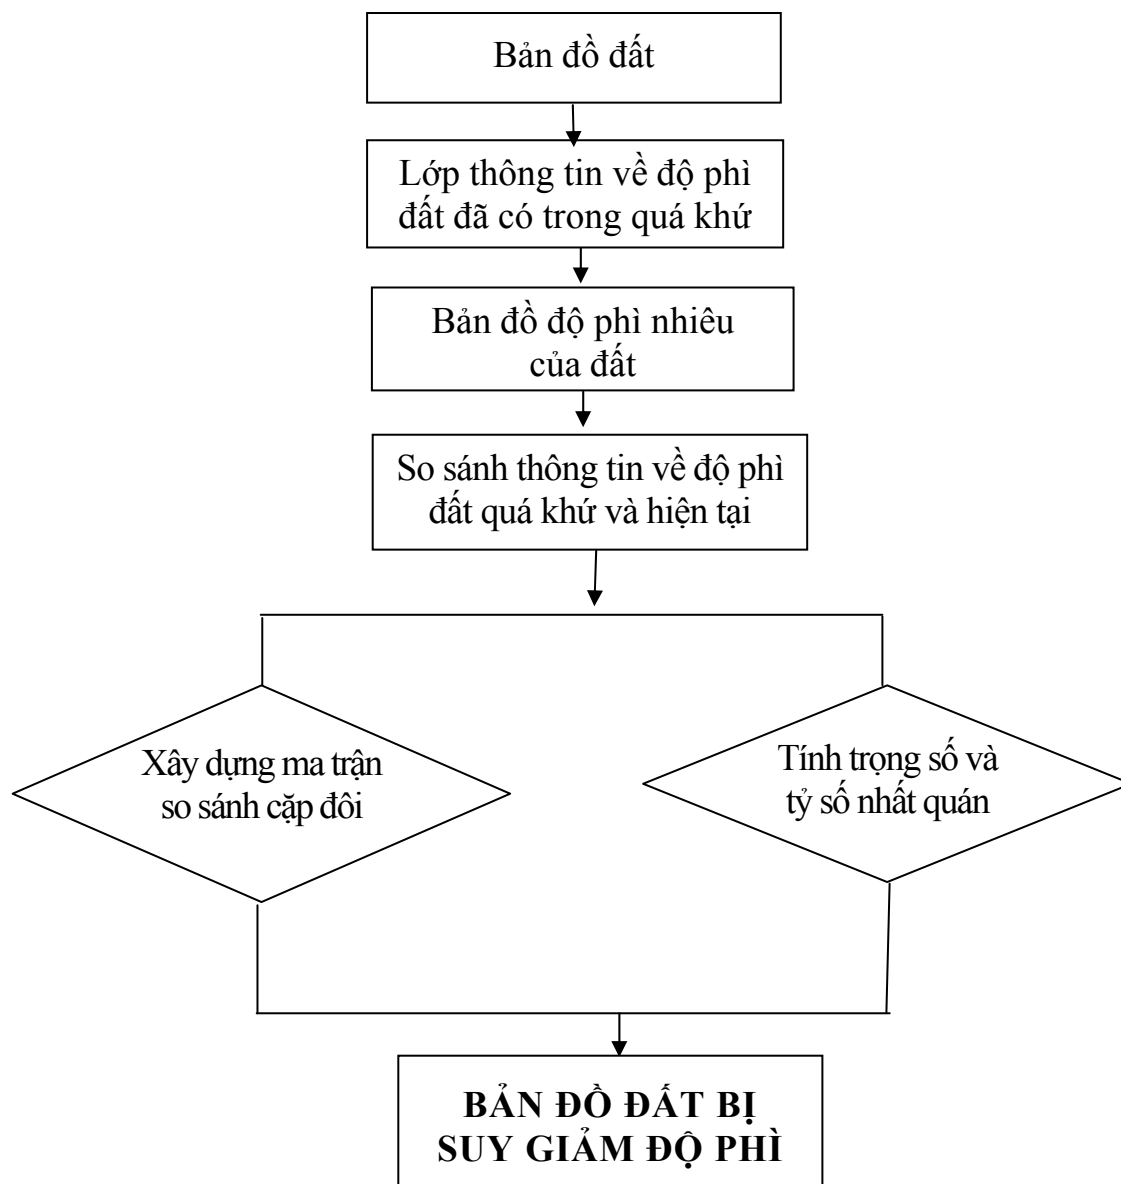 Bản đồ đất
Lớp thông tin về độ phì
đất đã có trong quá khứ
Bản đồ độ phì nhiêu
của đất
So sánh thông tin về độ phì
đất quá khứ và hiện tại
Xây dựng ma trận
so sánh cặp đôi
Tính trọng số và
tỷ số nhất quán
BẢN ĐỒ ĐẤT BỊ
SUY GIẢM ĐỘ PHÌ